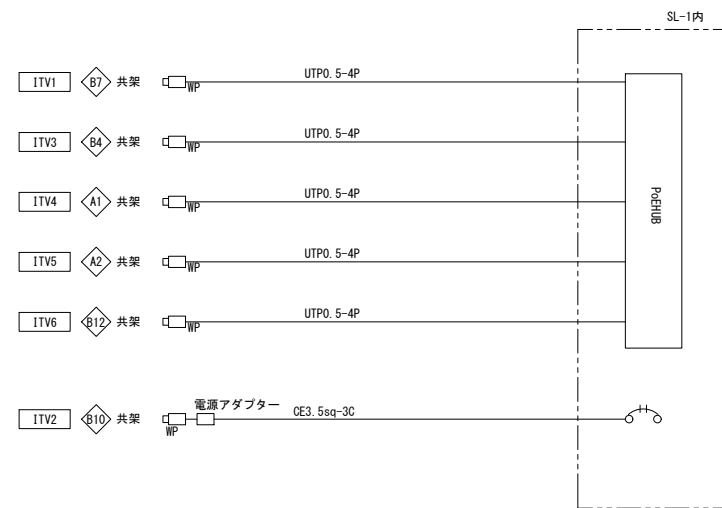 SL-1内
ITV1 B7 共架 WP UTP0.5-4P
ITV3 B4 共架 WP UTP0.5-4P
ITV4 A1 共架 WP UTP0.5-4P
PoEHUB
ITV5 A2 共架 WP UTP0.5-4P
ITV6 B12 共架 WP UTP0.5-4P
ITV2 B10 共架 WP 電源アダプター CE3.5sq-3C